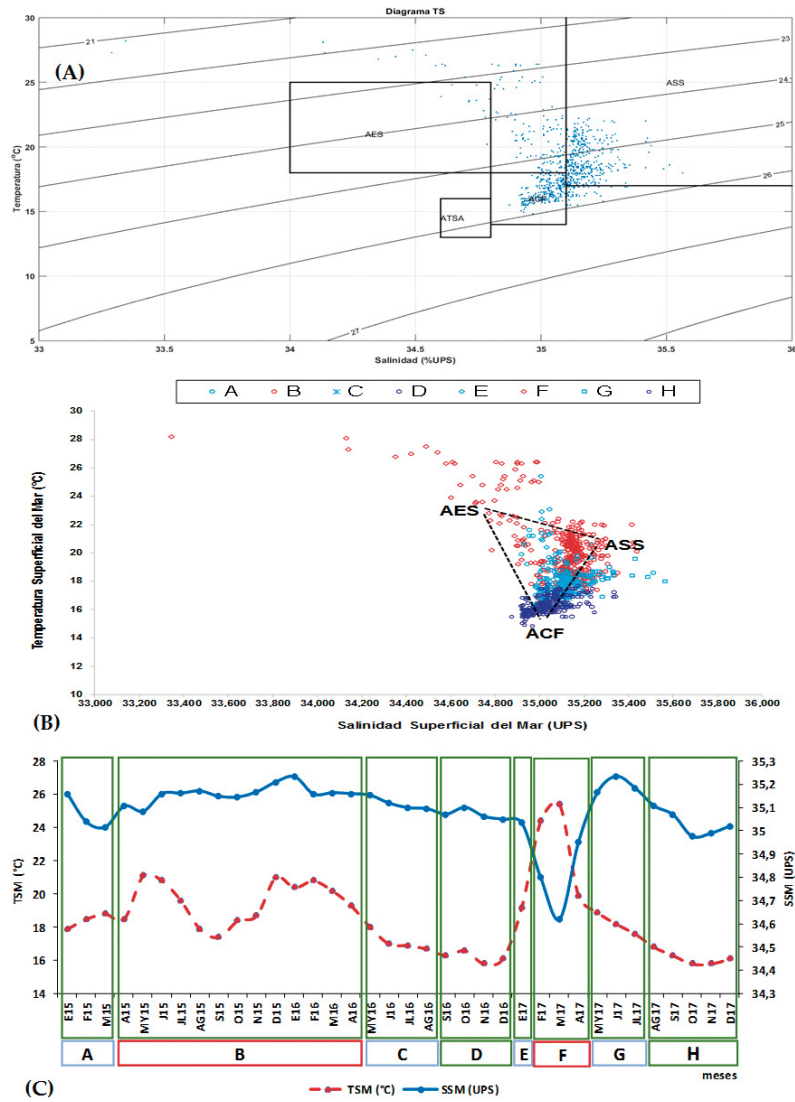 Diagrama TS
(A)
30
25
20
15
10
5
Temperatura (°C)
21
23
24
25
26
27
ASS
AES
ACF
ATSA
33
33.5
34
34.5
35
35.5
36
Salinidad (%UPS)
A B C D E F G H
30
28
26
24
22
20
18
16
14
12
10
Temperatura Superficial del Mar (°C)
AES
ASS
ACF
33,000 33,200 33,400 33,600 33,800 34,000 34,200 34,400 34,600 34,800 35,000 35,200 35,400 35,600 35,800 36,000
(B)
Salinidad Superficial del Mar (UPS)
28
26
24
22
20
18
16
14
TSM (°C)
35,3
35,2
35,1
35
34,9
34,8
34,7
34,6
34,5
34,4
34,3
SSM (UPS)
E15 F15 M15 A15 MY15 J15 JL15 AG15 S15 O15 N15 D15 E16 F16 M16 A16 MY16 J16 JL16 AG16 S16 O16 N16 D16 E17 F17 M17 A17 MY17 J17 JL17 AG17 S17 O17 N17 D17
A B C D E F G H
meses
(C)
TSM (°C) SSM (UPS)